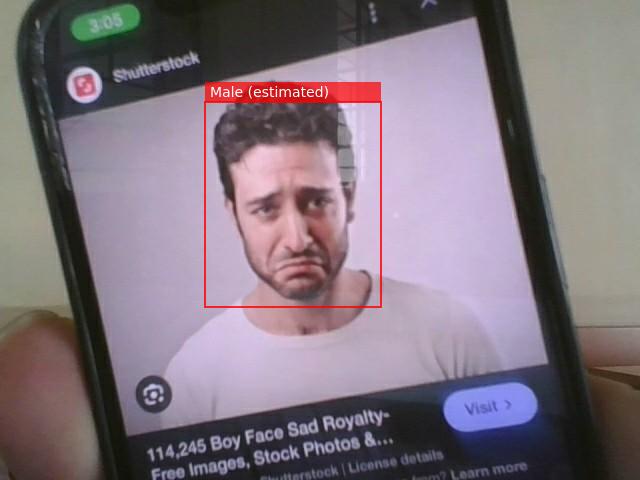 3:05
Shutterstock
Male (estimated)
114,245 Boy Face Sad Royalty-
Free Images, Stock Photos &...
Visit >
Shutterstock | License details
from? Learn more